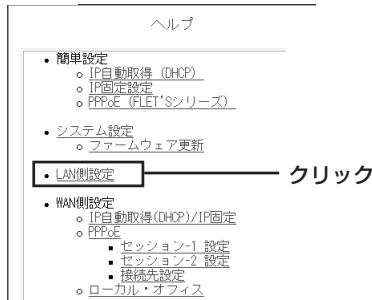 ヘルプ
簡単設定
IP自動取得 (DHCP)
IP固定設定
PPPoE (FLET'Sシリーズ)
システム設定
ファームウェア更新
LAN側設定
クリック
WAN側設定
IP自動取得(DHCP)/IP固定
PPPoE
セッション-1 設定
セッション-2 設定
接続先設定
ローカル・オフィス